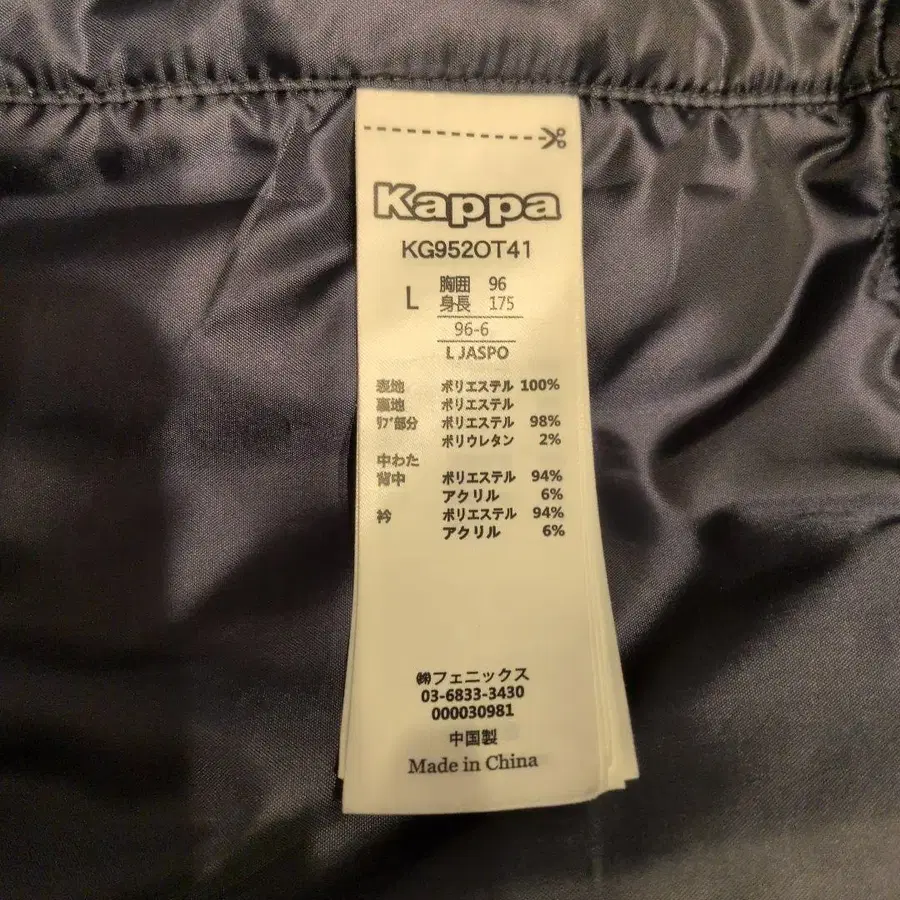 Kappa
KG952OT41
L 胸囲 96
身長 175
96-6
L JASPO
表地 ポリエステル 100%
裏地 ポリエステル
ﾘﾌﾞ部分 ポリエステル 98%
ポリウレタン 2%
中わた
背中 ポリエステル 94%
アクリル 6%
衿 ポリエステル 94%
アクリル 6%
㈱フェニックス
03-6833-3430
000030981
中国製
Made in China